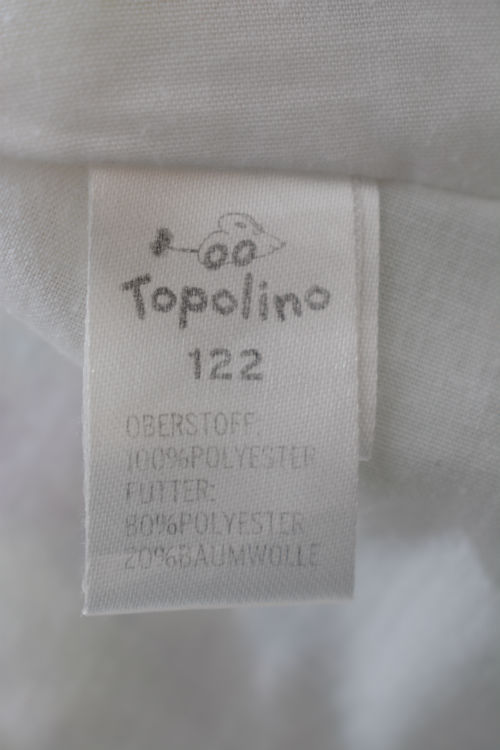 Topolino
122
OBERSTOFF:
100%POLYESTER
FUTTER:
80%POLYESTER
20%BAUMWOLLE